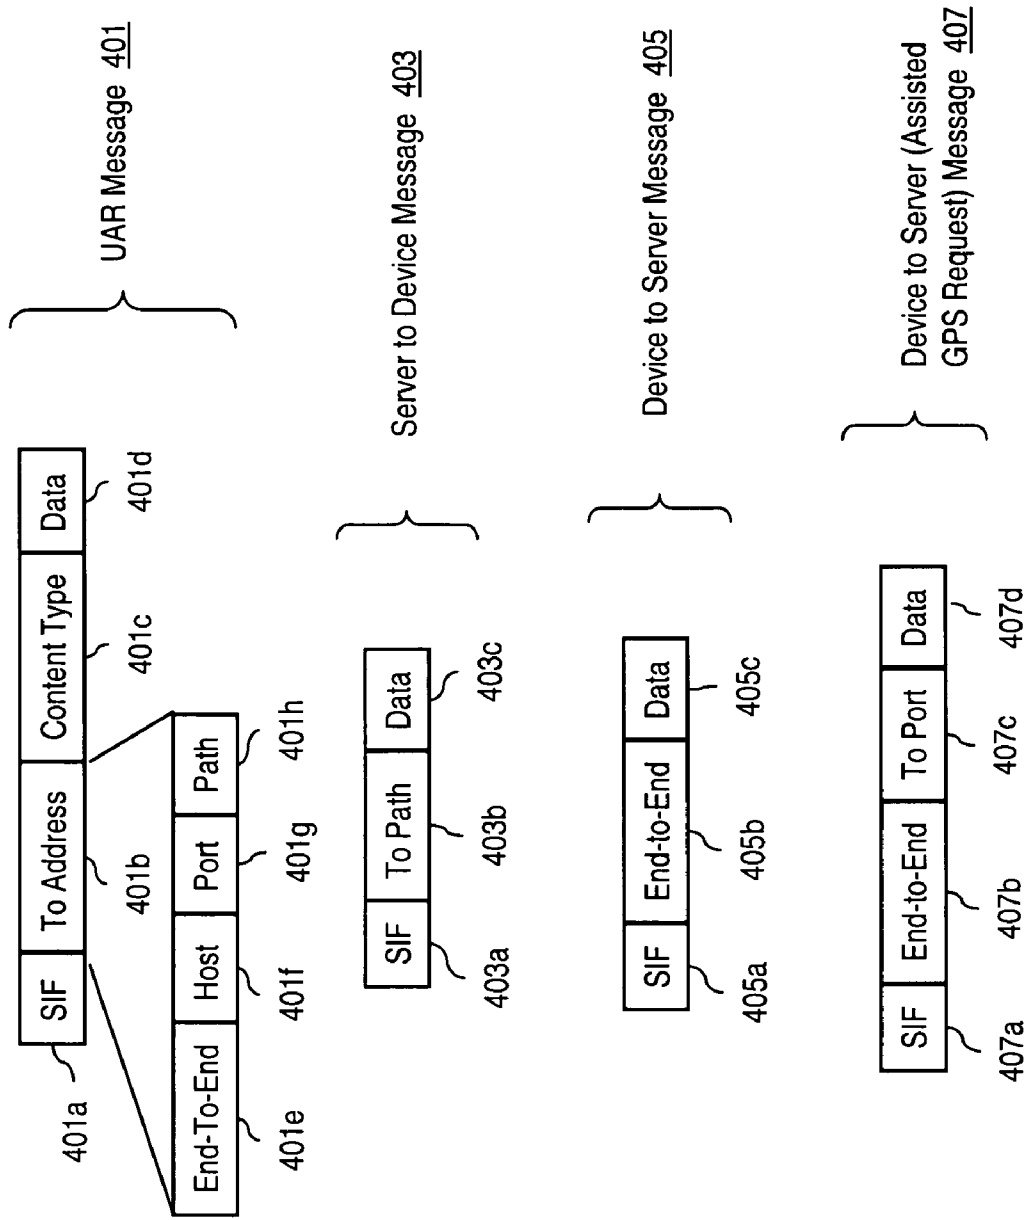 SIF To Address Content Type Data
401a
401b
401c
401d
UAR Message 401
End-To-End Host Port Path
401e
401f
401g
401h
SIF To Path Data
403a
403b
403c
Server to Device Message 403
SIF End-to-End Data
405a
405b
405c
Device to Server Message 405
SIF End-to-End To Port Data
407a
407b
407c
407d
Device to Server (Assisted
GPS Request) Message 407